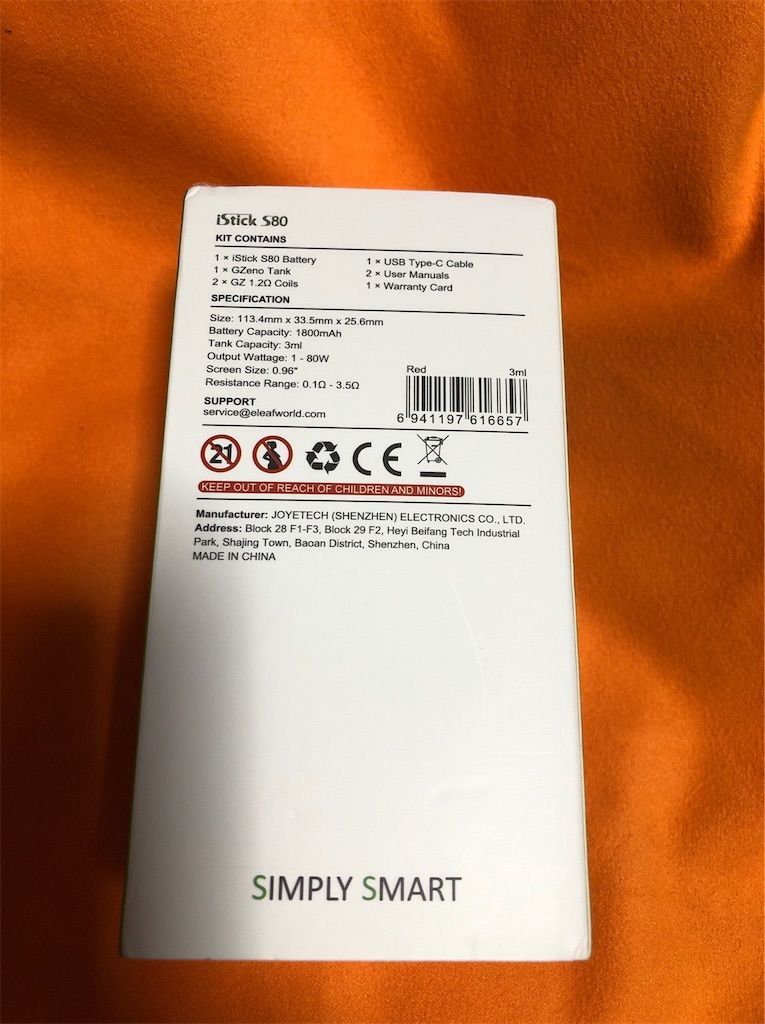 iStick S80
KIT CONTAINS
1 × iStick S80 Battery
1 × GZeno Tank
2 × GZ 1.2Ω Coils
1 × USB Type-C Cable
2 × User Manuals
1 × Warranty Card
SPECIFICATION
Size: 113.4mm x 33.5mm x 25.6mm
Battery Capacity: 1800mAh
Tank Capacity: 3ml
Output Wattage: 1 - 80W
Screen Size: 0.96"
Resistance Range: 0.1Ω - 3.5Ω
SUPPORT
service@eleafworld.com
Red 3ml
6 941197 616657
21
CE
KEEP OUT OF REACH OF CHILDREN AND MINORS!
Manufacturer: JOYETECH (SHENZHEN) ELECTRONICS CO., LTD.
Address: Block 28 F1-F3, Block 29 F2, Heyi Beifang Tech Industrial
Park, Shajing Town, Baoan District, Shenzhen, China
MADE IN CHINA
SIMPLY SMART